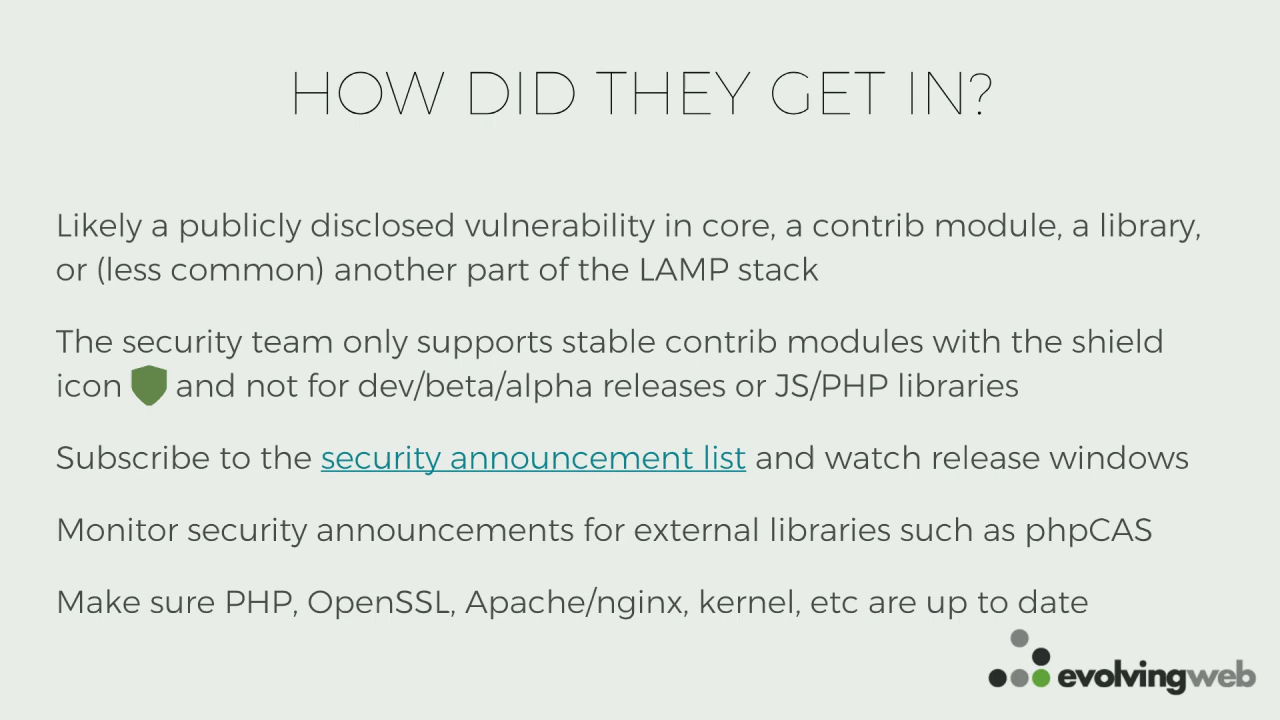 HOW DID THEY GET IN?
Likely a publicly disclosed vulnerability in core, a contrib module, a library,
or (less common) another part of the LAMP stack
The security team only supports stable contrib modules with the shield
icon and not for dev/beta/alpha releases or JS/PHP libraries
Subscribe to the security announcement list and watch release windows
Monitor security announcements for external libraries such as phpCAS
Make sure PHP, OpenSSL, Apache/nginx, kernel, etc are up to date
evolvingweb